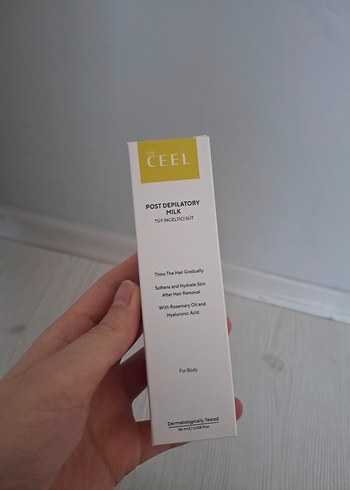 THE
CEEL
POST DEPILATORY
MILK
TÜY İNCELTİCİ SÜT
Thins The Hair Gradually
Softens and Hydrate Skin
After Hair Removal
With Rosemary Oil and
Hyaluronic Acid
For Body
Dermatologically Tested